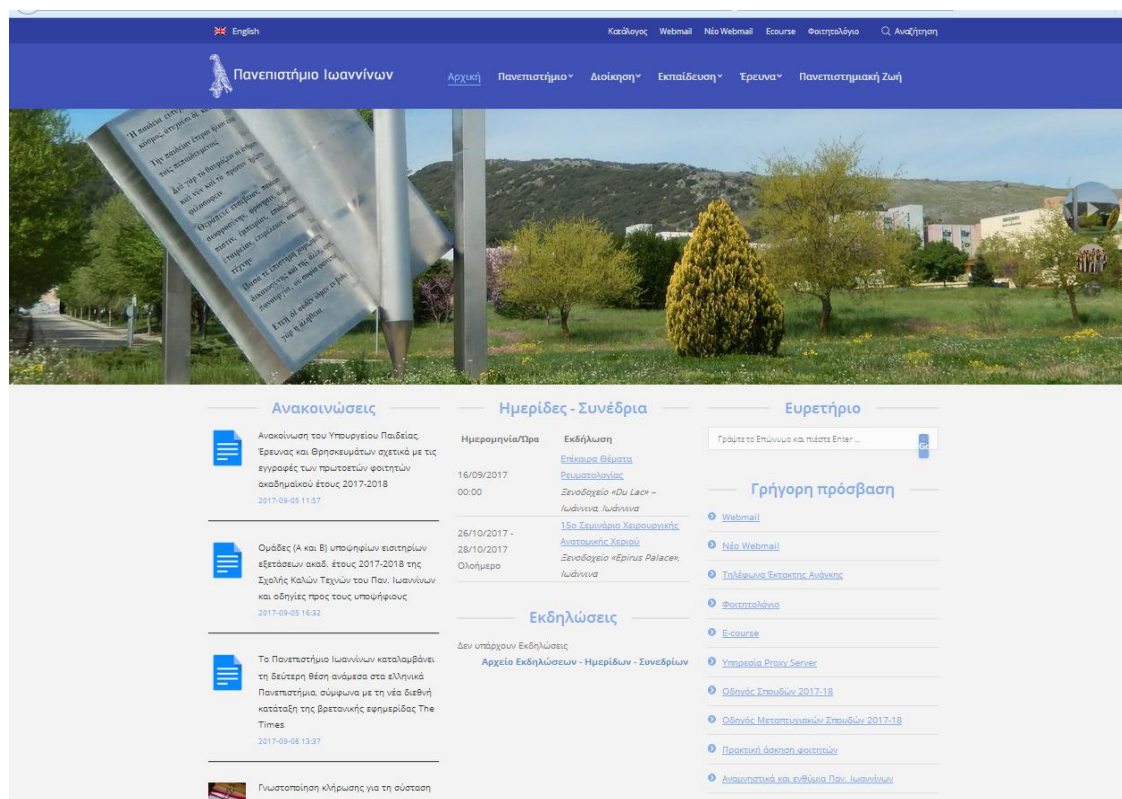 English
Κατάλογος Webmail Νέο Webmail Ecourse Φοιτητολόγιο Αναζήτηση
Πανεπιστήμιο Ιωαννίνων
Αρχική Πανεπιστήμιο Διοίκηση Εκπαίδευση Έρευνα Πανεπιστημιακή Ζωή
Ανακοινώσεις
Ανακοίνωση του Υπουργείου Παιδείας,
Έρευνας και Θρησκευμάτων σχετικά με τις
εγγραφές των πρωτοετών φοιτητών
ακαδημαϊκού έτους 2017-2018
2017-09-05 11:57
Ομάδες (Α και Β) υποψηφίων εισιτηρίων
εξετάσεων ακαδ. έτους 2017-2018 της
Σχολής Καλών Τεχνών του Παν. Ιωαννίνων
και οδηγίες προς τους υποψήφιους
2017-09-05 16:32
Το Πανεπιστήμιο Ιωαννίνων καταλαμβάνει
τη δεύτερη θέση ανάμεσα στα ελληνικά
Πανεπιστήμια, σύμφωνα με τη νέα διεθνή
κατάταξη της βρετανικής εφημερίδας The
Times
2017-09-06 13:37
Γνωστοποίηση κλήρωσης για τη σύσταση
Ημερίδες - Συνέδρια
Ημερομηνία/Ώρα Εκδήλωση
16/09/2017
00:00
Επίκαιρα Θέματα
Ρευματολογίας
Ξενοδοχείο «Du Lac» –
Ιωάννινα, Ιωάννινα
26/10/2017 -
28/10/2017
Ολοήμερο
15ο Σεμινάριο Χειρουργικής
Ανατομικής Χεριού
Ξενοδοχείο «Epirus Palace»,
Ιωάννινα
Εκδηλώσεις
Δεν υπάρχουν Εκδηλώσεις
Αρχείο Εκδηλώσεων - Ημερίδων - Συνεδρίων
Ευρετήριο
Γράψτε το Επώνυμο και πιέστε Enter ...
Go
Γρήγορη πρόσβαση
Webmail
Νέο Webmail
Τηλέφωνα Έκτακτης Ανάγκης
Φοιτητολόγιο
E-course
Υπηρεσία Proxy Server
Οδηγός Σπουδών 2017-18
Οδηγός Μεταπτυχιακών Σπουδών 2017-18
Πρακτική άσκηση φοιτητών
Αναμνηστικά και ενθύμια Παν. Ιωαννίνων